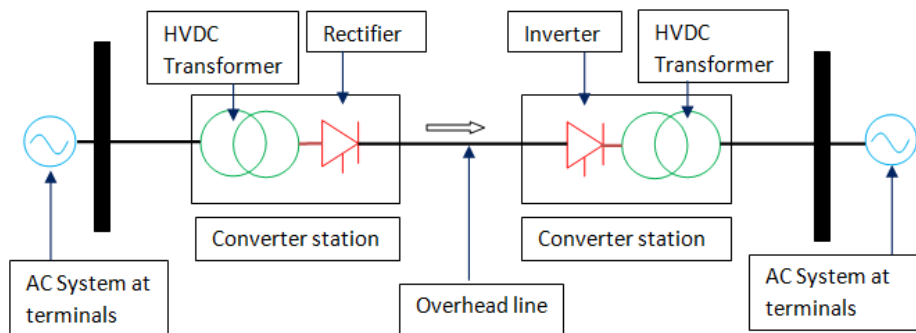 HVDC
Transformer
Rectifier
Inverter
HVDC
Transformer
Converter station
Converter station
AC System at
terminals
Overhead line
AC System at
terminals